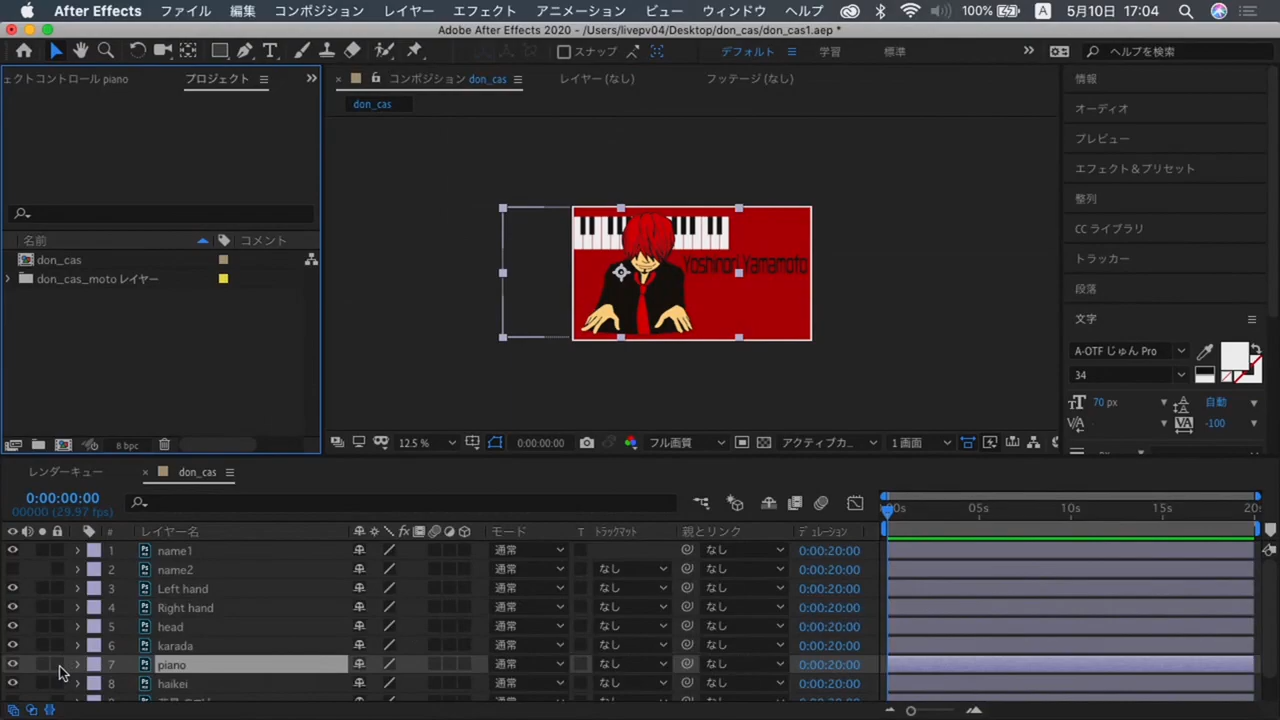 After Effects ファイル 編集 コンポジション レイヤー エフェクト アニメーション ビュー ウィンドウ ヘルプ 100% A 5月10日 17:04
Adobe After Effects 2020 - /Users/livepv04/Desktop/don_cas/don_cas1.aep *
スナップ デフォルト 学習 標準 ヘルプを検索
ェクトコントロール piano プロジェクト コンポジション don_cas レイヤー (なし) フッテージ (なし) 情報
don_cas
オーディオ
プレビュー
エフェクト＆プリセット
整列
CC ライブラリ
トラッカー
段落
文字
Yoshinori Yamamoto
名前 コメント
don_cas
don_cas_moto レイヤー
A-OTF じゅん Pro
34
70 px 自動
V/A VA -100
8 bpc 12.5 % 0:00:00:00 フル画質 アクティブカ... 1 画面
レンダーキュー don_cas
0:00:00:00
00000 (29.97 fps)
:00s 05s 10s 15s 20s
# レイヤー名 fx モード T トラックマット 親とリンク デュレーション
1 name1 通常 なし 0:00:20:00
2 name2 通常 なし なし 0:00:20:00
3 Left hand 通常 なし なし 0:00:20:00
4 Right hand 通常 なし なし 0:00:20:00
5 head 通常 なし なし 0:00:20:00
6 karada 通常 なし なし 0:00:20:00
7 piano 通常 なし なし 0:00:20:00
8 haikei 通常 なし なし 0:00:20:00